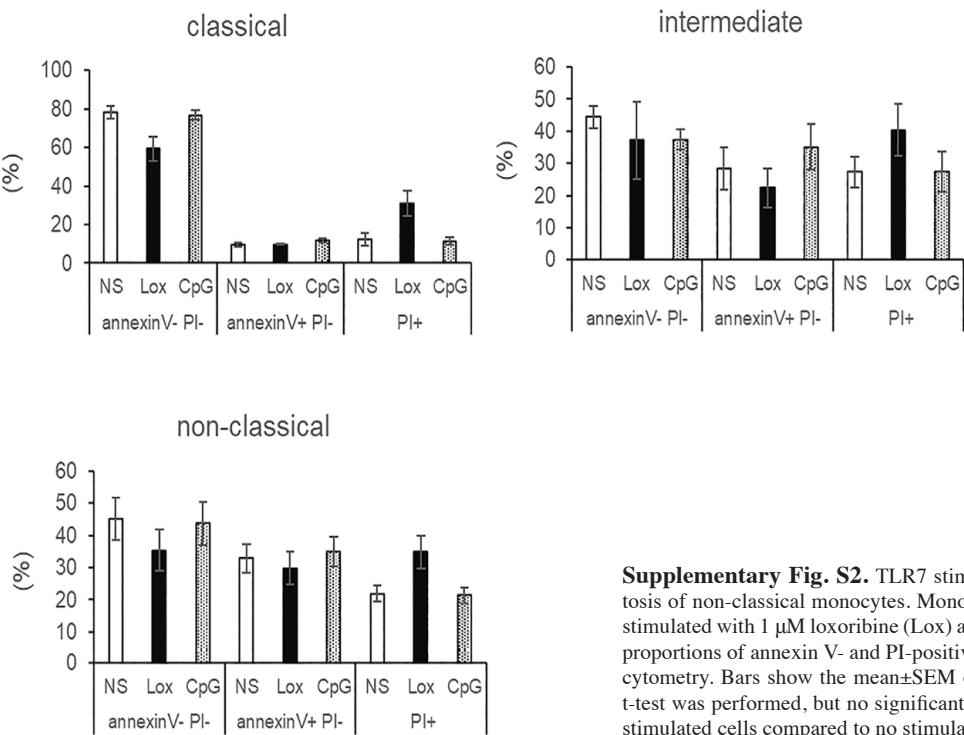 classical
100
80
60
40
20
0
(%)
NS Lox CpG NS Lox CpG NS Lox CpG
annexinV- PI- annexinV+ PI- PI+
intermediate
60
50
40
30
20
10
0
(%)
NS Lox CpG NS Lox CpG NS Lox CpG
annexinV- PI- annexinV+ PI- PI+
non-classical
60
50
40
30
20
10
0
(%)
NS Lox CpG NS Lox CpG NS Lox CpG
annexinV- PI- annexinV+ PI- PI+
Supplementary Fig. S2. TLR7 stim
tosis of non-classical monocytes. Mono
stimulated with 1 μM loxoribine (Lox) a
proportions of annexin V- and PI-positiv
cytometry. Bars show the mean±SEM
t-test was performed, but no significant
stimulated cells compared to no stimula